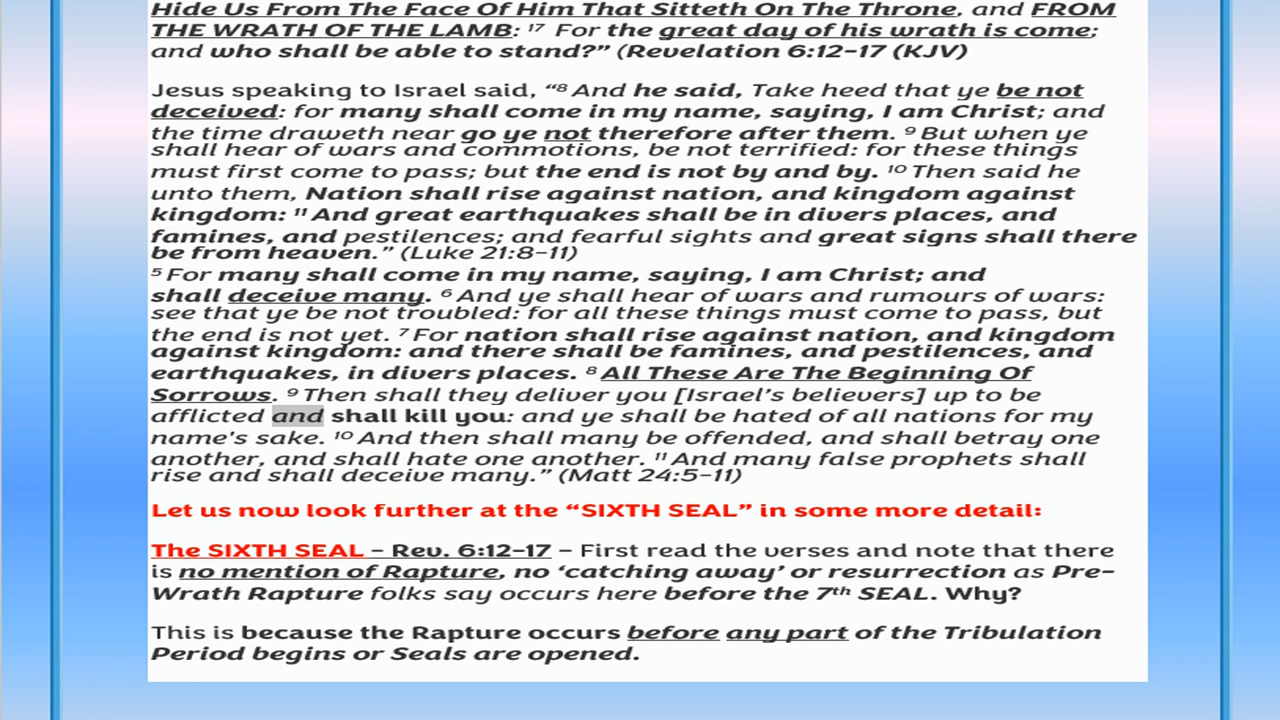 Hide Us From The Face Of Him That Sitteth On The Throne, and FROM
THE WRATH OF THE LAMB: ¹⁷ For the great day of his wrath is come;
and who shall be able to stand?” (Revelation 6:12–17 (KJV)
Jesus speaking to Israel said, “⁸ And he said, Take heed that ye be not
deceived: for many shall come in my name, saying, I am Christ; and
the time draweth near go ye not therefore after them. ⁹ But when ye
shall hear of wars and commotions, be not terrified: for these things
must first come to pass; but the end is not by and by. ¹⁰ Then said he
unto them, Nation shall rise against nation, and kingdom against
kingdom: ¹¹ And great earthquakes shall be in divers places, and
famines, and pestilences; and fearful sights and great signs shall there
be from heaven.” (Luke 21:8–11)
⁵ For many shall come in my name, saying, I am Christ; and
shall deceive many. ⁶ And ye shall hear of wars and rumours of wars:
see that ye be not troubled: for all these things must come to pass, but
the end is not yet. ⁷ For nation shall rise against nation, and kingdom
against kingdom: and there shall be famines, and pestilences, and
earthquakes, in divers places. ⁸ All These Are The Beginning Of
Sorrows. ⁹ Then shall they deliver you [Israel’s believers] up to be
afflicted and shall kill you: and ye shall be hated of all nations for my
name's sake. ¹⁰ And then shall many be offended, and shall betray one
another, and shall hate one another. ¹¹ And many false prophets shall
rise and shall deceive many.” (Matt 24:5–11)
Let us now look further at the “SIXTH SEAL” in some more detail:
The SIXTH SEAL – Rev. 6:12–17 – First read the verses and note that there
is no mention of Rapture, no ‘catching away’ or resurrection as Pre–
Wrath Rapture folks say occurs here before the 7th SEAL. Why?
This is because the Rapture occurs before any part of the Tribulation
Period begins or Seals are opened.